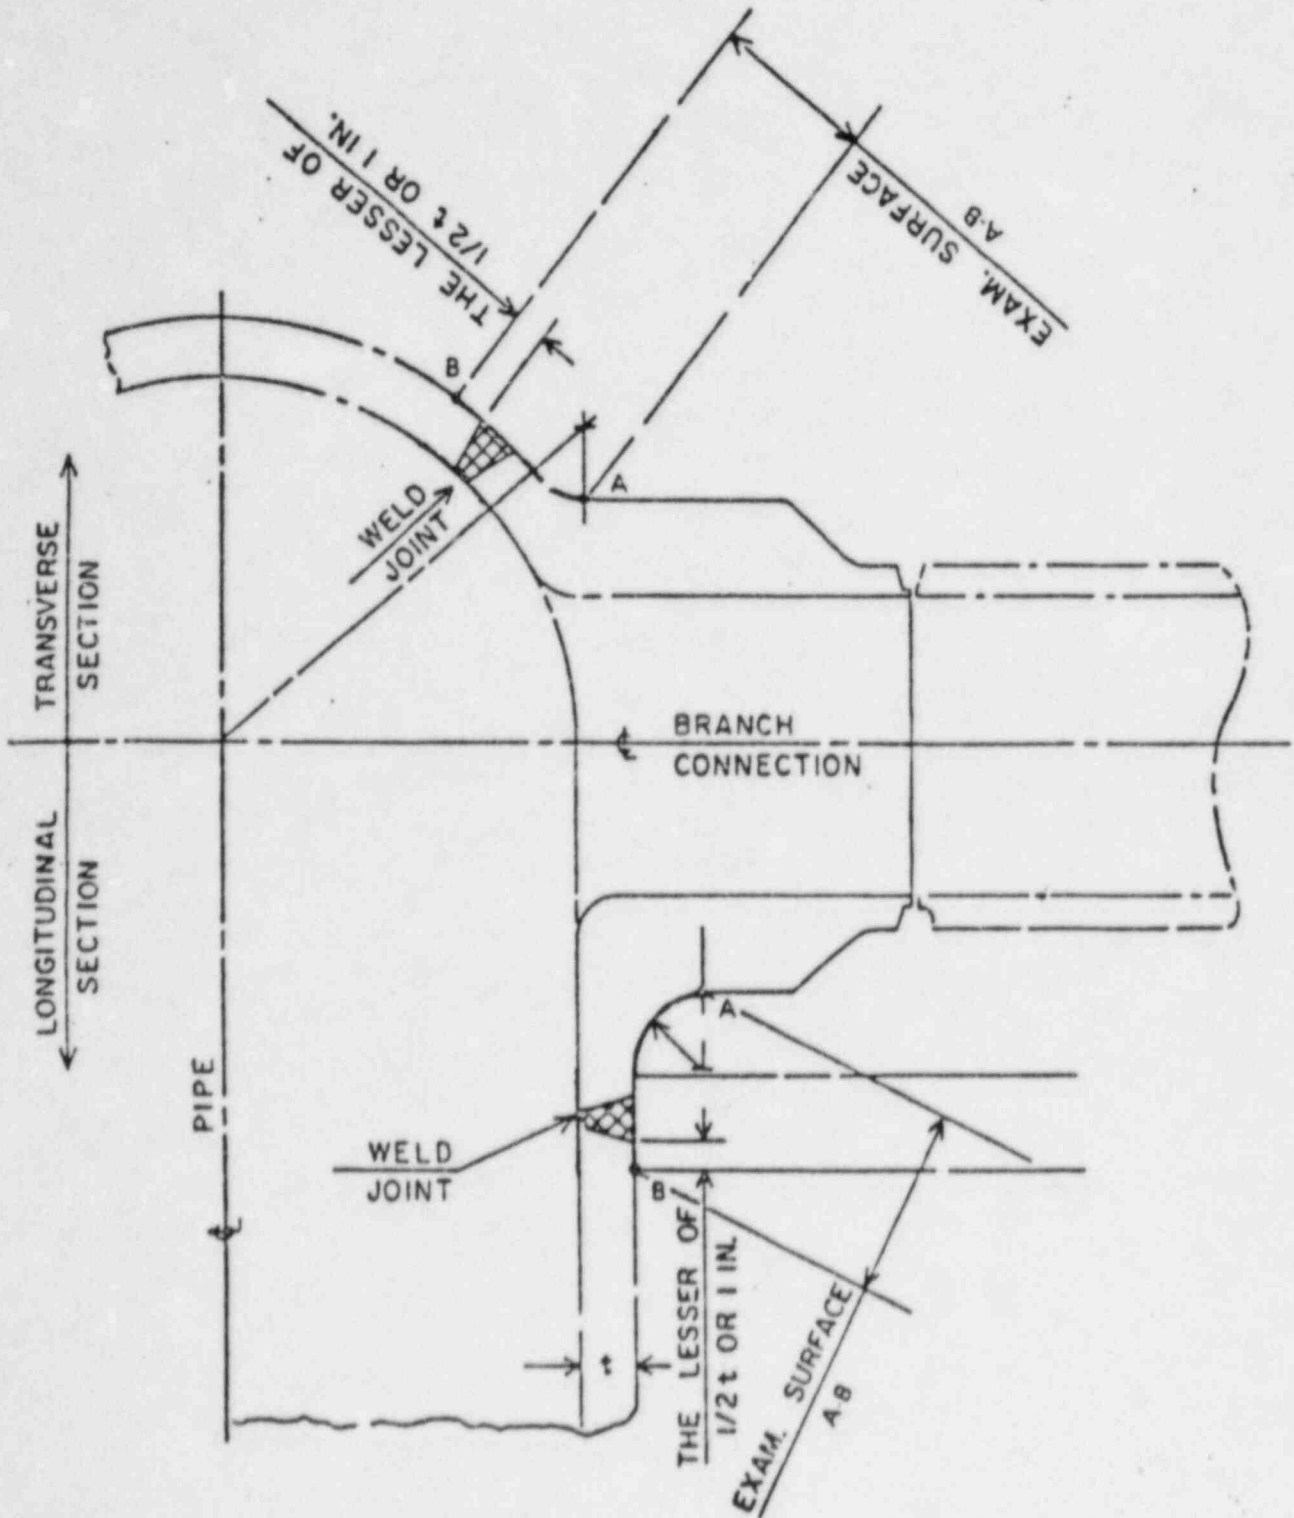 THE LESSER OF
1/2 t OR 1 IN.
EXAM. SURFACE
A-B
B
A
WELD
JOINT
TRANSVERSE
SECTION
BRANCH
CONNECTION
LONGITUDINAL
SECTION
PIPE
WELD
JOINT
A
B
THE LESSER OF
1/2 t OR 1 IN.
t
EXAM. SURFACE
A-B